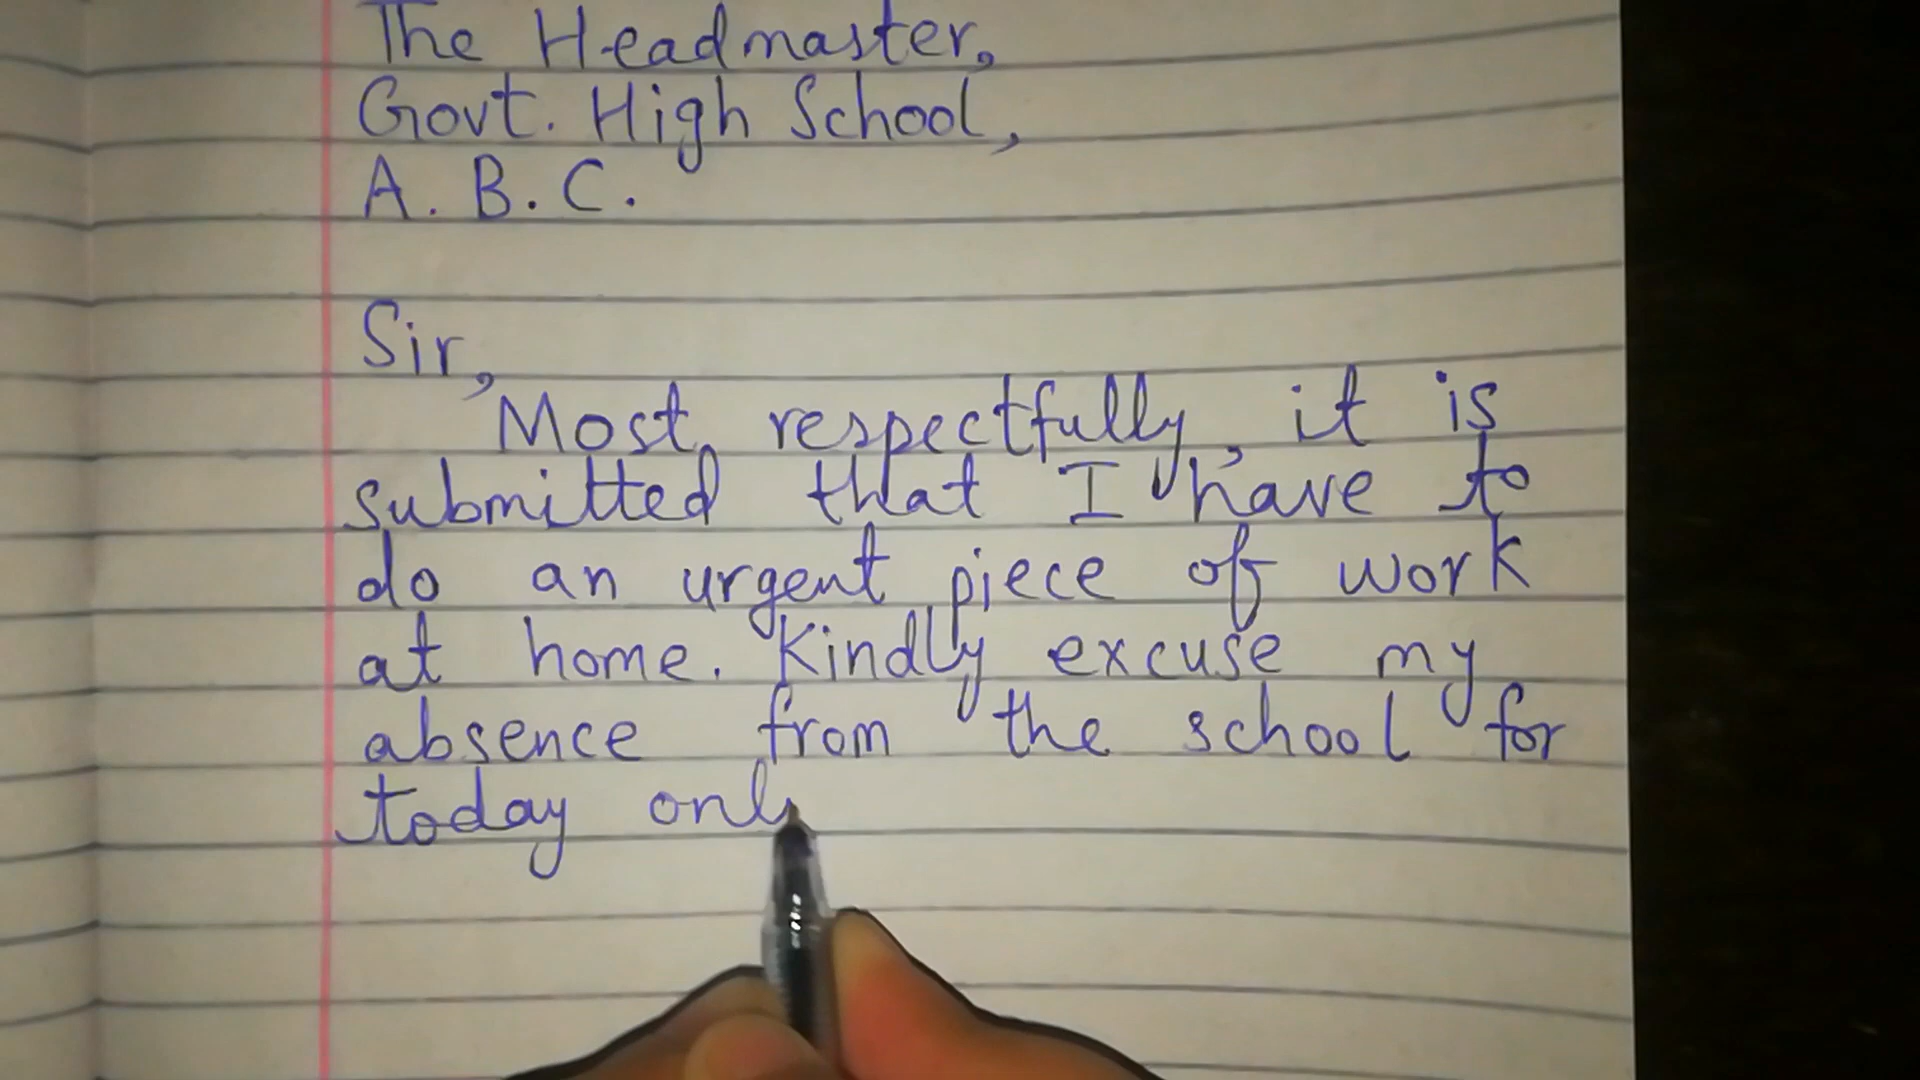 The Headmaster,
Govt. High School,
A. B. C.
Sir,
Most respectfully, it is
submitted that I have to
do an urgent piece of work
at home. Kindly excuse my
absence from the school for
today onl